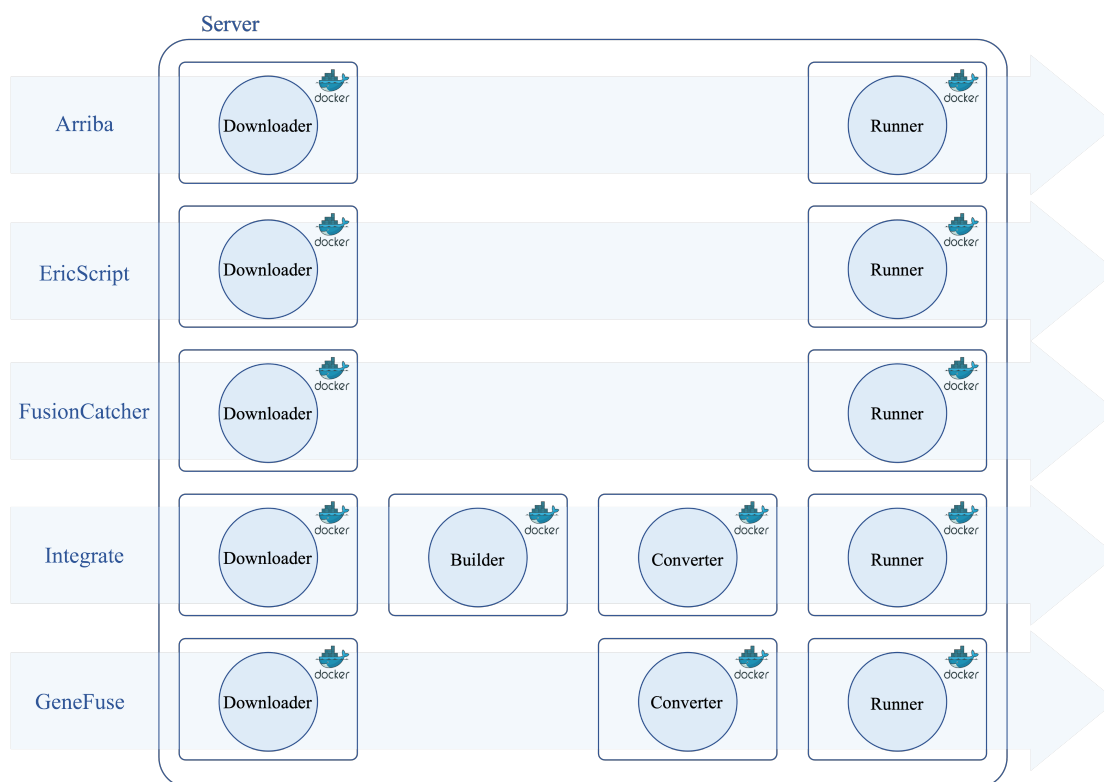 Server
docker
docker
Arriba
Downloader
Runner
docker
docker
EricScript
Downloader
Runner
docker
docker
FusionCatcher
Downloader
Runner
docker
docker
docker
docker
Integrate
Downloader
Builder
Converter
Runner
docker
docker
docker
GeneFuse
Downloader
Converter
Runner